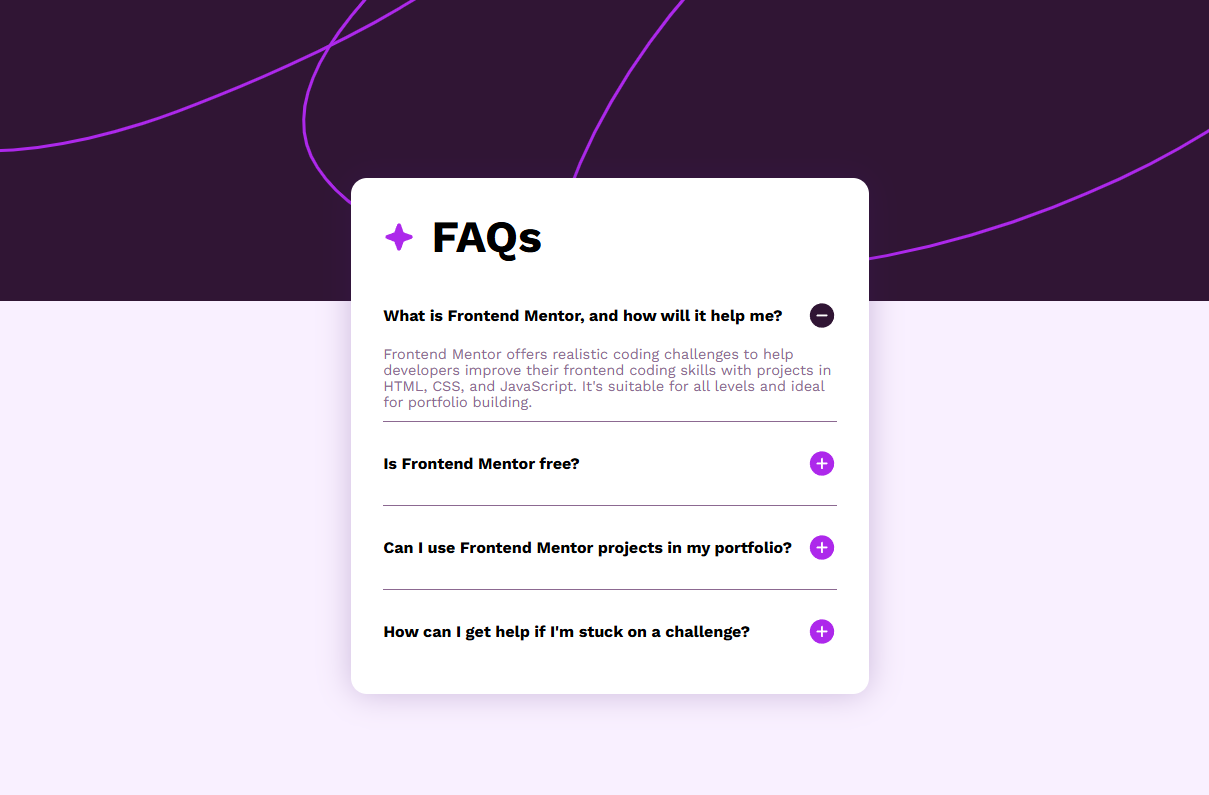 FAQs
What is Frontend Mentor, and how will it help me?
Frontend Mentor offers realistic coding challenges to help
developers improve their frontend coding skills with projects in
HTML, CSS, and JavaScript. It's suitable for all levels and ideal
for portfolio building.
Is Frontend Mentor free?
Can I use Frontend Mentor projects in my portfolio?
How can I get help if I'm stuck on a challenge?